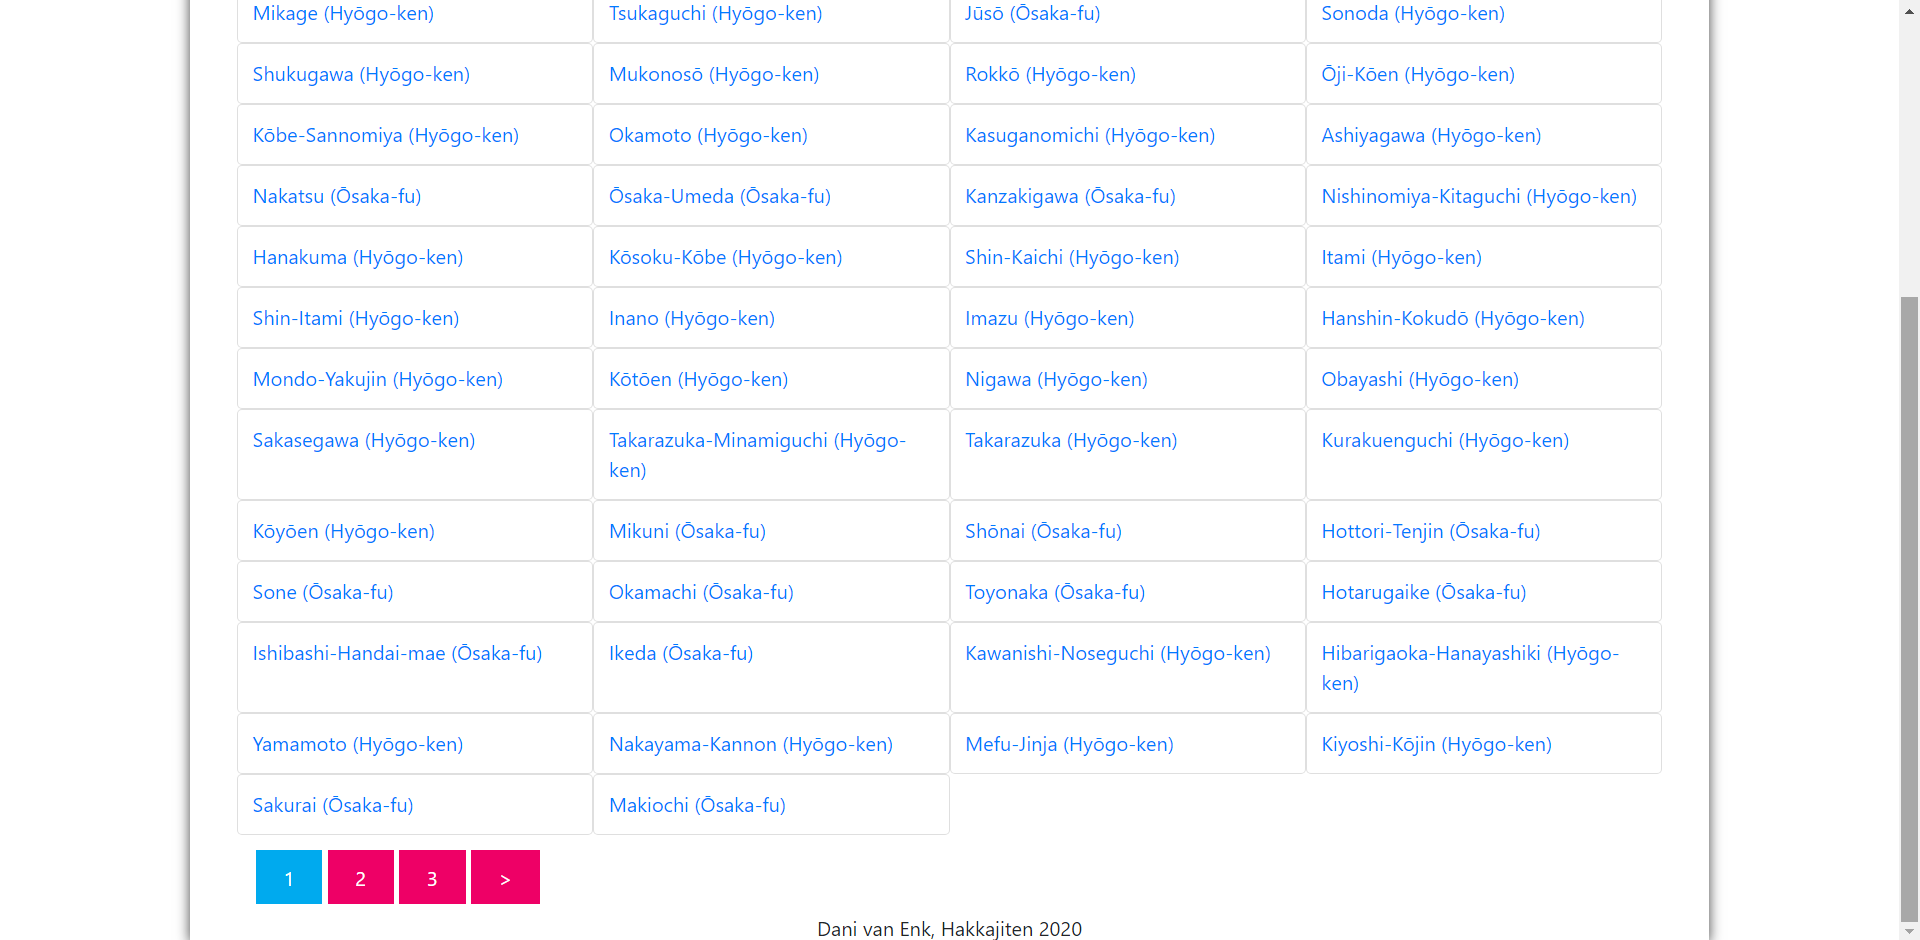 Mikage (Hyōgo-ken)
Tsukaguchi (Hyōgo-ken)
Jūsō (Ōsaka-fu)
Sonoda (Hyōgo-ken)
Shukugawa (Hyōgo-ken)
Mukonosō (Hyōgo-ken)
Rokkō (Hyōgo-ken)
Ōji-Kōen (Hyōgo-ken)
Kōbe-Sannomiya (Hyōgo-ken)
Okamoto (Hyōgo-ken)
Kasuganomichi (Hyōgo-ken)
Ashiyagawa (Hyōgo-ken)
Nakatsu (Ōsaka-fu)
Ōsaka-Umeda (Ōsaka-fu)
Kanzakigawa (Ōsaka-fu)
Nishinomiya-Kitaguchi (Hyōgo-ken)
Hanakuma (Hyōgo-ken)
Kōsoku-Kōbe (Hyōgo-ken)
Shin-Kaichi (Hyōgo-ken)
Itami (Hyōgo-ken)
Shin-Itami (Hyōgo-ken)
Inano (Hyōgo-ken)
Imazu (Hyōgo-ken)
Hanshin-Kokudō (Hyōgo-ken)
Mondo-Yakujin (Hyōgo-ken)
Kōtōen (Hyōgo-ken)
Nigawa (Hyōgo-ken)
Obayashi (Hyōgo-ken)
Sakasegawa (Hyōgo-ken)
Takarazuka-Minamiguchi (Hyōgo-
ken)
Takarazuka (Hyōgo-ken)
Kurakuenguchi (Hyōgo-ken)
Kōyōen (Hyōgo-ken)
Mikuni (Ōsaka-fu)
Shōnai (Ōsaka-fu)
Hottori-Tenjin (Ōsaka-fu)
Sone (Ōsaka-fu)
Okamachi (Ōsaka-fu)
Toyonaka (Ōsaka-fu)
Hotarugaike (Ōsaka-fu)
Ishibashi-Handai-mae (Ōsaka-fu)
Ikeda (Ōsaka-fu)
Kawanishi-Noseguchi (Hyōgo-ken)
Hibarigaoka-Hanayashiki (Hyōgo-
ken)
Yamamoto (Hyōgo-ken)
Nakayama-Kannon (Hyōgo-ken)
Mefu-Jinja (Hyōgo-ken)
Kiyoshi-Kōjin (Hyōgo-ken)
Sakurai (Ōsaka-fu)
Makiochi (Ōsaka-fu)
1 2 3 >
Dani van Enk, Hakkajiten 2020